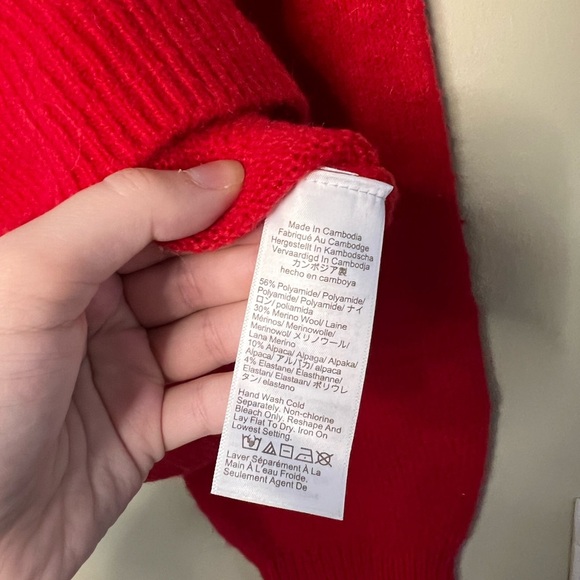 Made In Cambodia
Fabriqué Au Cambodge
Hergestellt In Kambodscha
Vervaardigd In Cambodja
カンボジア製
hecho en camboya
56% Polyamide/ Polyamide/
Polyamide/ Polyamide/ ナイ
ロン/ poliamida
30% Merino Wool/ Laine
Mérinos/ Merinowolle/
Merinowol/ メリノウール/
Lana Merino
10% Alpaca/ Alpaga/ Alpaka/
Alpaca/ アルパカ/ alpaca
4% Elastane/ Élasthanne/
Elastan/ Elastaan/ ポリウレ
タン/ elastano
Hand Wash Cold
Separately. Non-chlorine
Bleach Only. Reshape And
Lay Flat To Dry. Iron On
Lowest Setting.
Laver Séparément À La
Main À L'eau Froide.
Seulement Agent De